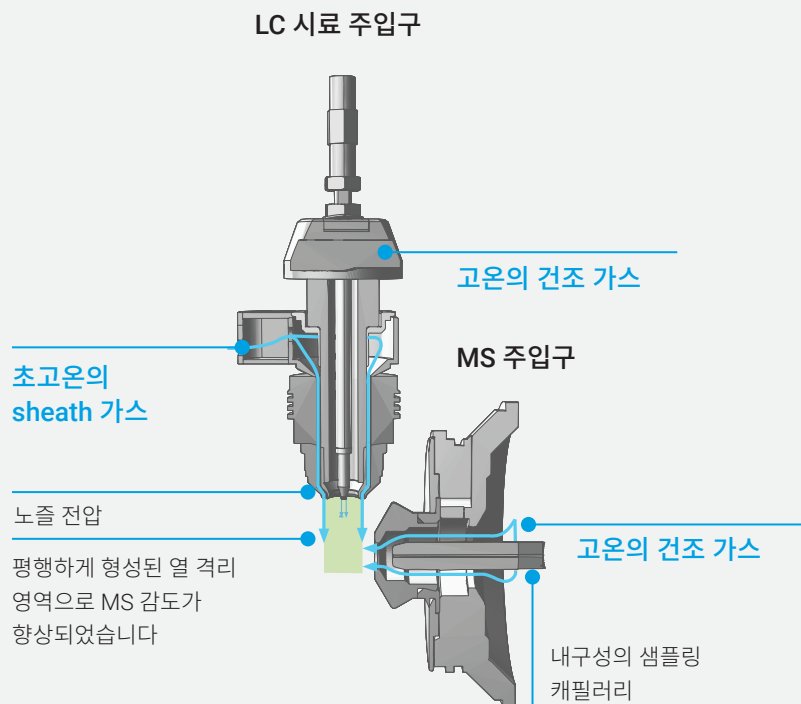 LC 시료 주입구
고온의 건조 가스
MS 주입구
초고온의
sheath 가스
노즐 전압
고온의 건조 가스
평행하게 형성된 열 격리
영역으로 MS 감도가
향상되었습니다
내구성의 샘플링
캐필러리